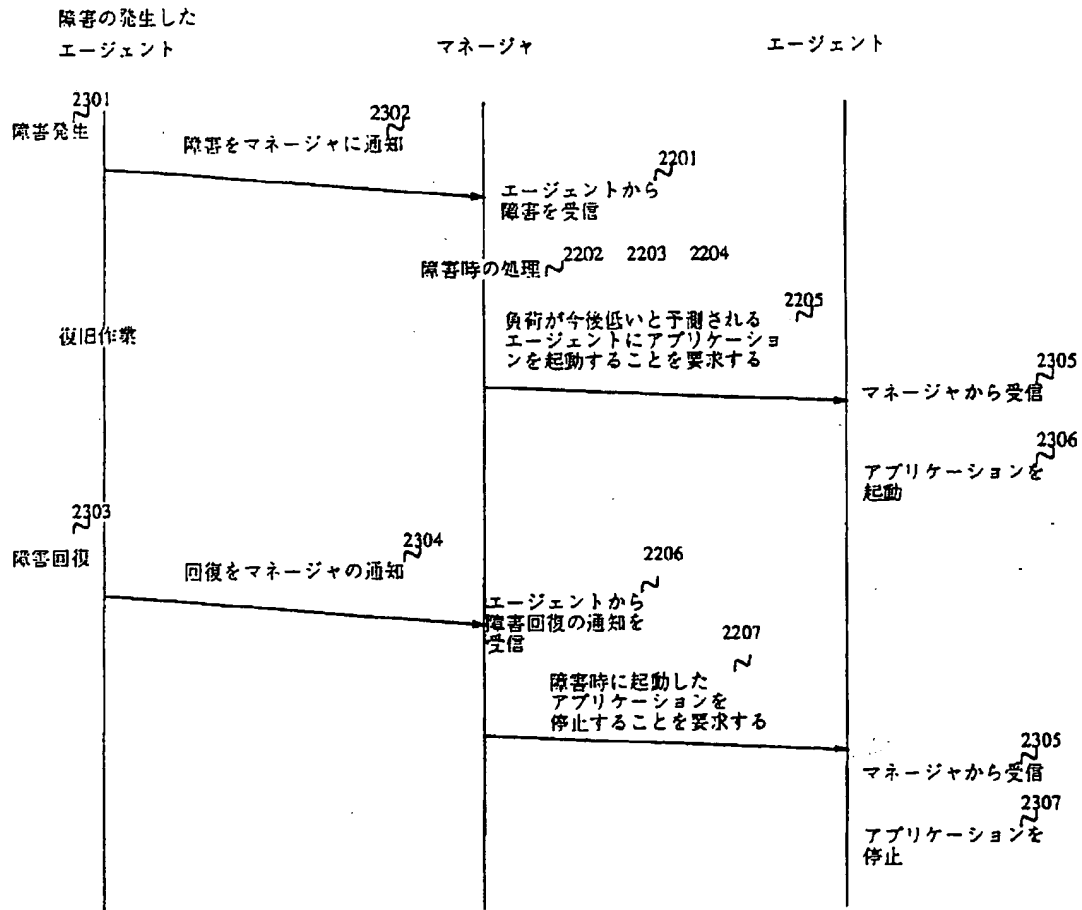 障害の発生した
エージェント
マネージャ
エージェント
2301
障害発生
2302
障害をマネージャに通知
2201
エージェントから
障害を受信
障害時の処理
2202 2203 2204
復旧作業
2205
負荷が今後低いと予測される
エージェントにアプリケーショ
ンを起動することを要求する
2305
マネージャから受信
2306
アプリケーションを
起動
2303
障害回復
2304
回復をマネージャの通知
2206
エージェントから
障害回復の通知を
受信
2207
障害時に起動した
アプリケーションを
停止することを要求する
2305
マネージャから受信
2307
アプリケーションを
停止